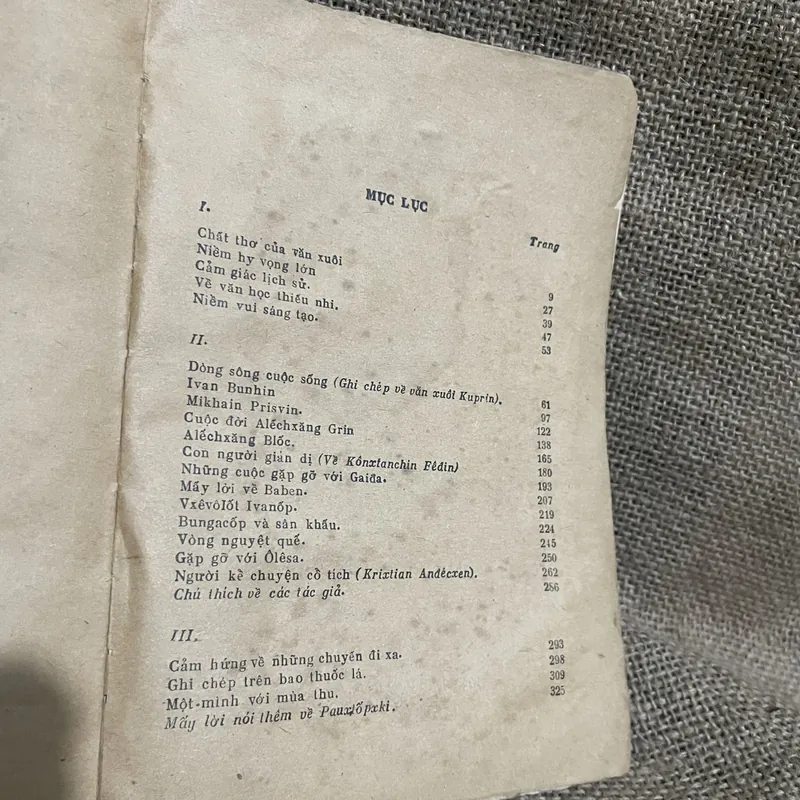 MỤC LỤC
Trang
I.
Chất thơ của văn xuôi 9
Niềm hy vọng lớn 27
Cảm giác lịch sử. 39
Về văn học thiếu nhi. 47
Niềm vui sáng tạo. 53
II.
Dòng sông cuộc sống (Ghi chép về văn xuôi Kuprin). 61
Ivan Bunhin 97
Mikhain Prisvin. 122
Cuộc đời Alếchxăng Grin 138
Alếchxăng Blốc. 165
Con người giản dị (Về Kônxtanchin Fêđin) 180
Những cuộc gặp gỡ với Gaiđa. 193
Mấy lời về Baben. 207
Vxêvôlốt Ivanốp. 219
Bungacốp và sân khấu. 224
Vòng nguyệt quế. 245
Gặp gỡ với Ôlêsa. 250
Người kể chuyện cổ tích (Krixtian Anđécxen). 262
Chú thích về các tác giả. 286
III.
Cảm hứng về những chuyến đi xa. 293
Ghi chép trên bao thuốc lá. 298
Một mình với mùa thu. 309
Mấy lời nói thêm về Pauxtốpxki. 325